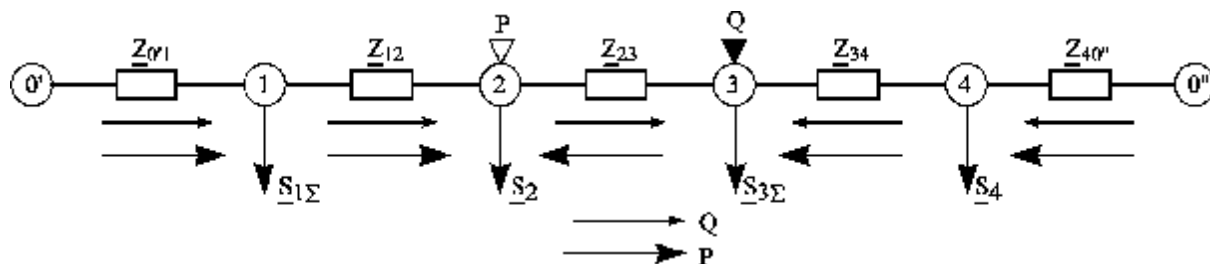 P Q
Z0'1 Z12 Z23 Z34 Z40''
0' 1 2 3 4 0''
S1Σ S2 S3Σ S4
Q
P